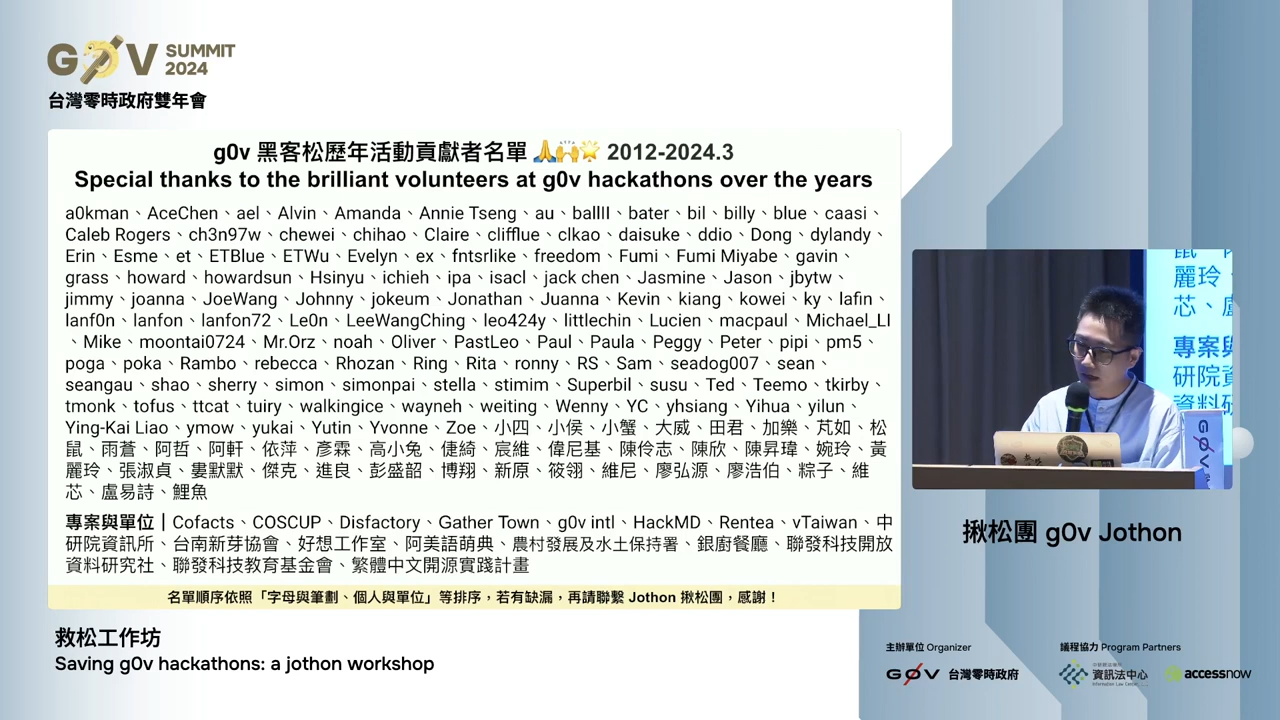 GØV SUMMIT 2024
台灣零時政府雙年會
g0v 黑客松歷年活動貢獻者名單 🙏🙌🌟 2012-2024.3
Special thanks to the brilliant volunteers at g0v hackathons over the years
a0kman、AceChen、ael、Alvin、Amanda、Annie Tseng、au、ballII、bater、bil、billy、blue、caasi、
Caleb Rogers、ch3n97w、chewei、chihao、Claire、clifflue、clkao、daisuke、ddio、Dong、dylandy、
Erin、Esme、et、ETBlue、ETWu、Evelyn、ex、fntsrlike、freedom、Fumi、Fumi Miyabe、gavin、
grass、howard、howardsun、Hsinyu、ichieh、ipa、isscl、jack chen、Jasmine、Jason、jbytw、
jimmy、joanna、JoeWang、Johnny、jokeum、Jonathan、Juanna、Kevin、kiang、kowei、ky、lafin、
lanf0n、lanfon、lanfon72、Le0n、LeeWangChing、leo424y、littlechin、Lucien、macpaul、Michael_LI
、Mike、moontai0724、Mr.Orz、noah、Oliver、PastLeo、Paul、Paula、Peggy、Peter、pipi、pm5、
poga、poka、Rambo、rebecca、Rhozan、Ring、Rita、ronny、RS、Sam、seadog007、sean、
seangau、shao、sherry、simon、simonpai、stella、stimim、Superbil、susu、Ted、Teemo、tkirby、
tmonk、tofus、ttcat、tuiry、walkingice、wayneh、weiting、Wenny、YC、yhsiang、Yihua、yilun、
Ying-Kai Liao、ymow、yukai、Yutin、Yvonne、Zoe、小四、小侯、小蟹、大威、田君、加樂、芃如、松
鼠、雨蒼、阿哲、阿軒、依萍、彥霖、高小兔、倢綺、宸維、偉尼基、陳伶志、陳欣、陳昇瑋、婉玲、黃
麗玲、張淑貞、婁默默、傑克、進良、彭盛韶、博翔、新原、筱翎、維尼、廖弘源、廖浩伯、粽子、維
芯、盧易詩、鯉魚
專案與單位｜Cofacts、COSCUP、Disfactory、Gather Town、g0v intl、HackMD、Rentea、vTaiwan、中
研院資訊所、台南新芽協會、好想工作室、阿美語萌典、農村發展及水土保持署、銀廚餐廳、聯發科技開放
資料研究社、聯發科技教育基金會、繁體中文開源實踐計畫
名單順序依照「字母與筆劃、個人與單位」等排序，若有缺漏，再請聯繫 Jothon 揪松團，感謝！
麗玲、
芯、
專案與
研院資
資料研
揪松團 g0v Jothon
救松工作坊
Saving g0v hackathons: a jothon workshop
主辦單位 Organizer
議程協力 Program Partners
GØV 台灣零時政府
資訊法中心
accessnow